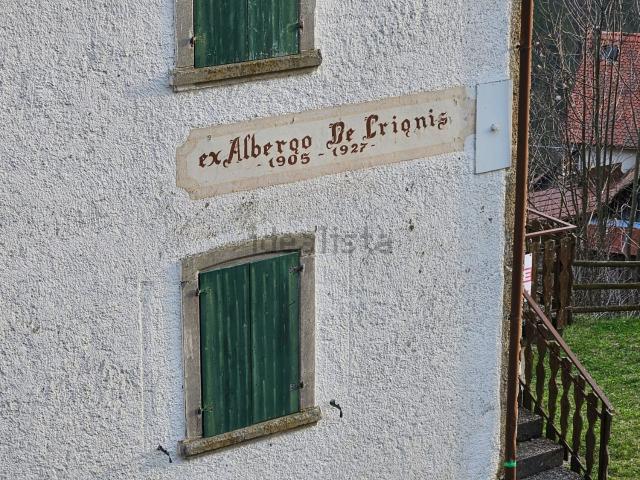 ex Albergo De Crignis
- 1905 - 1927 -
idealista